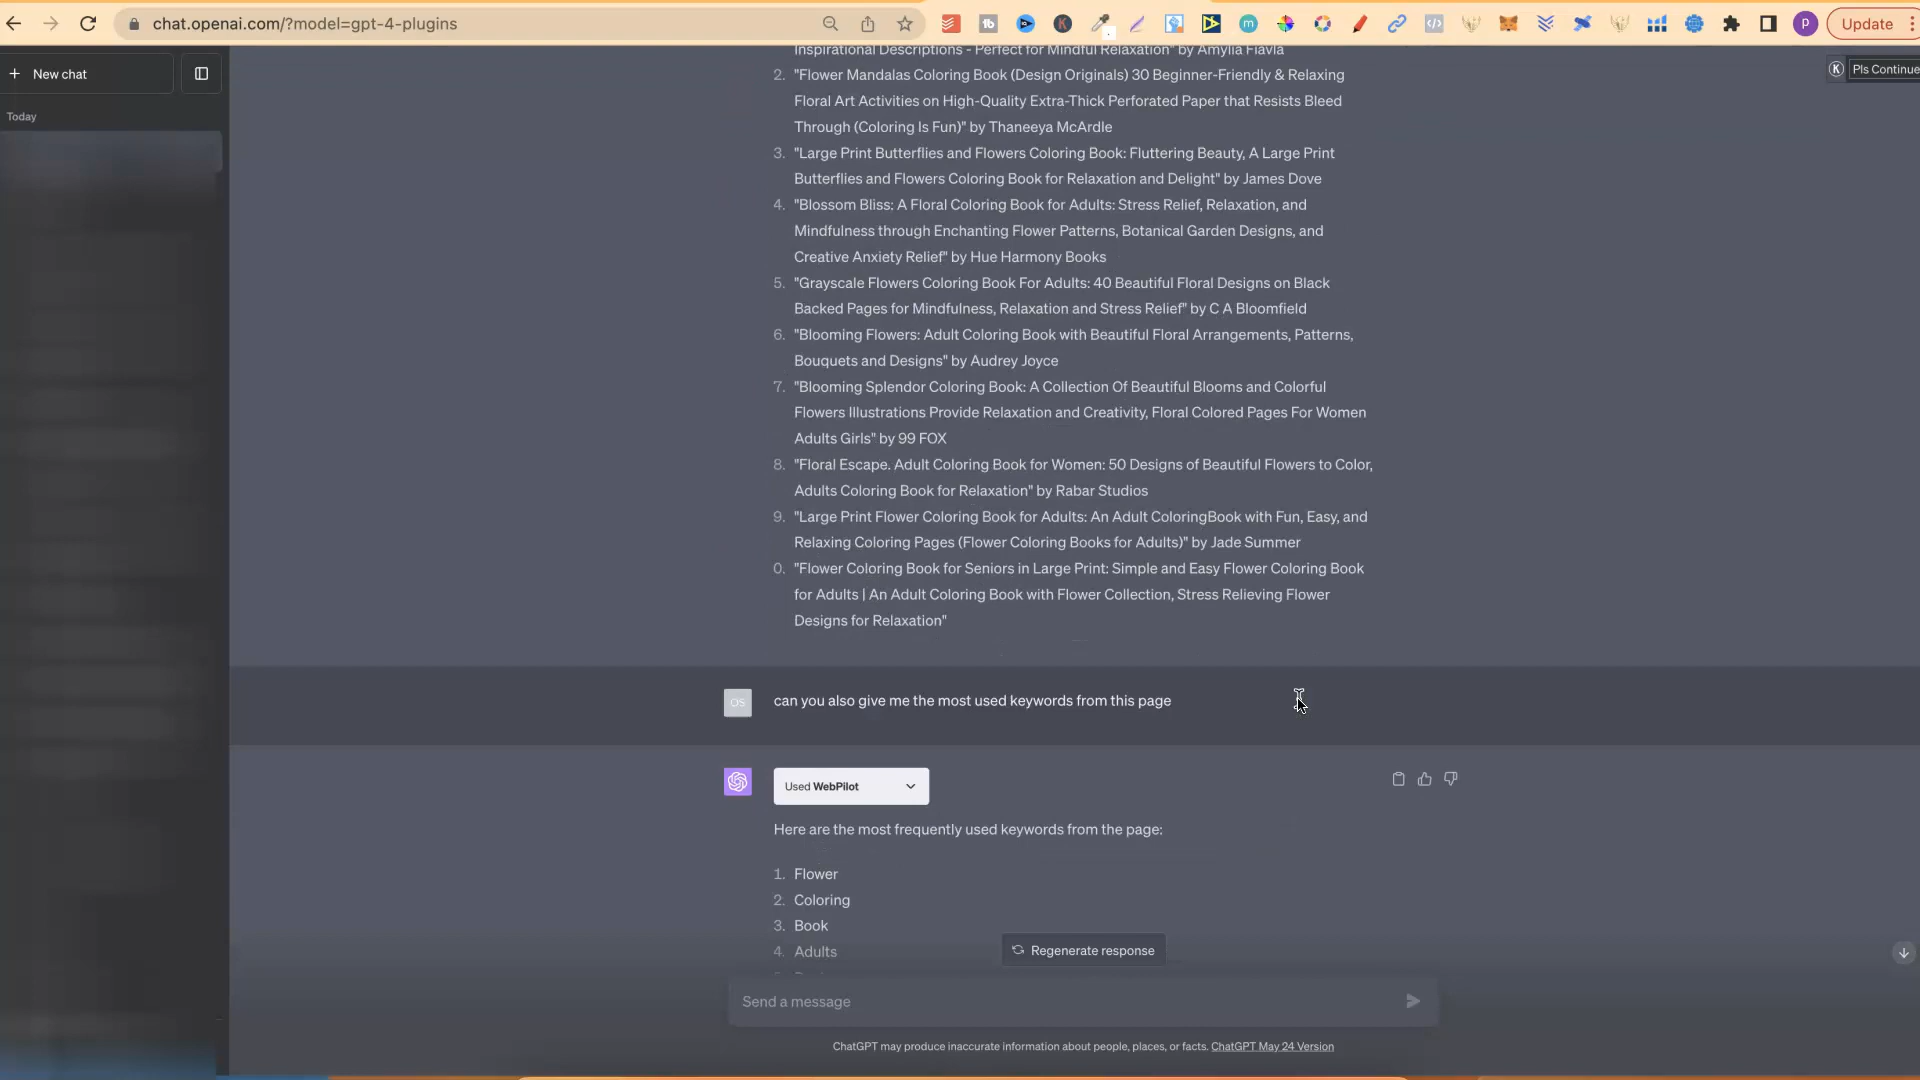 chat.openai.com/?model=gpt-4-plugins
Update
New chat
Pls Continue
Today
Inspirational Descriptions - Perfect for Mindful Relaxation" by Amylia Fiavla
2. "Flower Mandalas Coloring Book (Design Originals) 30 Beginner-Friendly & Relaxing
Floral Art Activities on High-Quality Extra-Thick Perforated Paper that Resists Bleed
Through (Coloring Is Fun)" by Thaneeya McArdle
3. "Large Print Butterflies and Flowers Coloring Book: Fluttering Beauty, A Large Print
Butterflies and Flowers Coloring Book for Relaxation and Delight" by James Dove
4. "Blossom Bliss: A Floral Coloring Book for Adults: Stress Relief, Relaxation, and
Mindfulness through Enchanting Flower Patterns, Botanical Garden Designs, and
Creative Anxiety Relief" by Hue Harmony Books
5. "Grayscale Flowers Coloring Book For Adults: 40 Beautiful Floral Designs on Black
Backed Pages for Mindfulness, Relaxation and Stress Relief" by C A Bloomfield
6. "Blooming Flowers: Adult Coloring Book with Beautiful Floral Arrangements, Patterns,
Bouquets and Designs" by Audrey Joyce
7. "Blooming Splendor Coloring Book: A Collection Of Beautiful Blooms and Colorful
Flowers Illustrations Provide Relaxation and Creativity, Floral Colored Pages For Women
Adults Girls" by 99 FOX
8. "Floral Escape. Adult Coloring Book for Women: 50 Designs of Beautiful Flowers to Color,
Adults Coloring Book for Relaxation" by Rabar Studios
9. "Large Print Flower Coloring Book for Adults: An Adult ColoringBook with Fun, Easy, and
Relaxing Coloring Pages (Flower Coloring Books for Adults)" by Jade Summer
0. "Flower Coloring Book for Seniors in Large Print: Simple and Easy Flower Coloring Book
for Adults | An Adult Coloring Book with Flower Collection, Stress Relieving Flower
Designs for Relaxation"
OS
can you also give me the most used keywords from this page
Used WebPilot
Here are the most frequently used keywords from the page:
1. Flower
2. Coloring
3. Book
4. Adults
Regenerate response
Send a message
ChatGPT may produce inaccurate information about people, places, or facts. ChatGPT May 24 Version